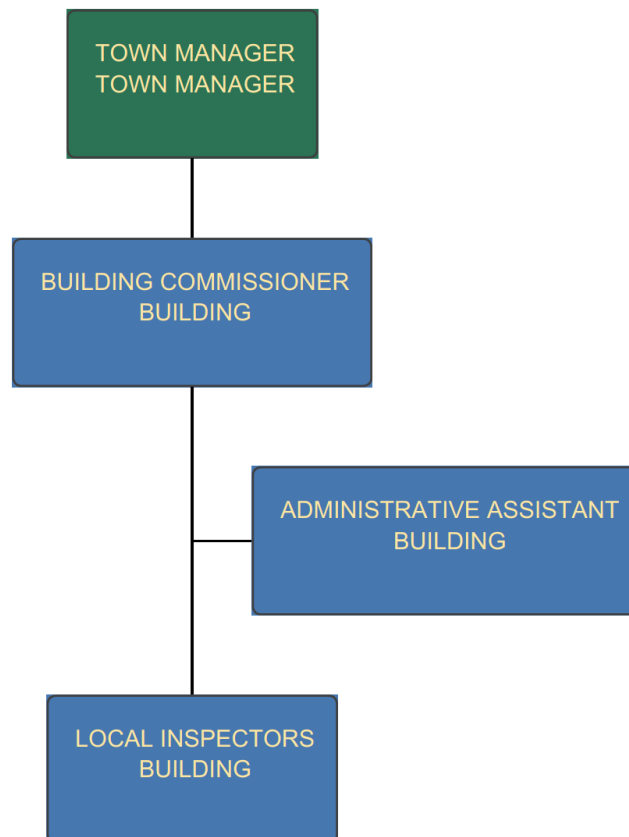 TOWN MANAGER
TOWN MANAGER
BUILDING COMMISSIONER
BUILDING
ADMINISTRATIVE ASSISTANT
BUILDING
LOCAL INSPECTORS
BUILDING